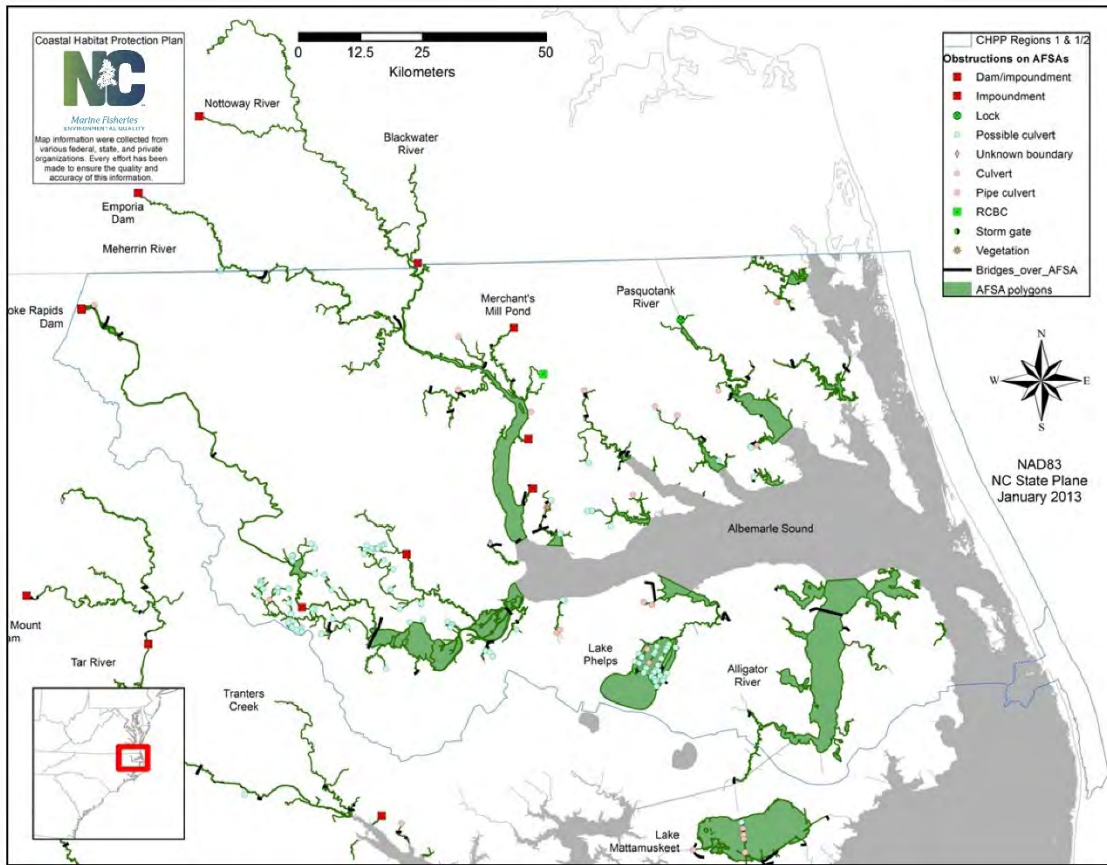 Coastal Habitat Protection Plan
NC
Marine Fisheries
ENVIRONMENTAL QUALITY
Map information were collected from
various federal, state, and private
organizations. Every effort has been
made to ensure the quality and
accuracy of this information.
0 12.5 25 50
Kilometers
CHPP Regions 1 & 1/2
Obstructions on AFSAs
Dam/impoundment
Impoundment
Lock
Possible culvert
Unknown boundary
Culvert
Pipe culvert
RCBC
Storm gate
Vegetation
Bridges_over_AFSA
AFSA polygons
Nottoway River
Blackwater
River
Emporia
Dam
Meherrin River
oke Rapids
Dam
Merchant's
Mill Pond
Pasquotank
River
N
W E
S
NAD83
NC State Plane
January 2013
Albemarle Sound
Mount
am
Tar River
Lake
Phelps
Alligator
River
Tranters
Creek
Lake
Mattamuskeet